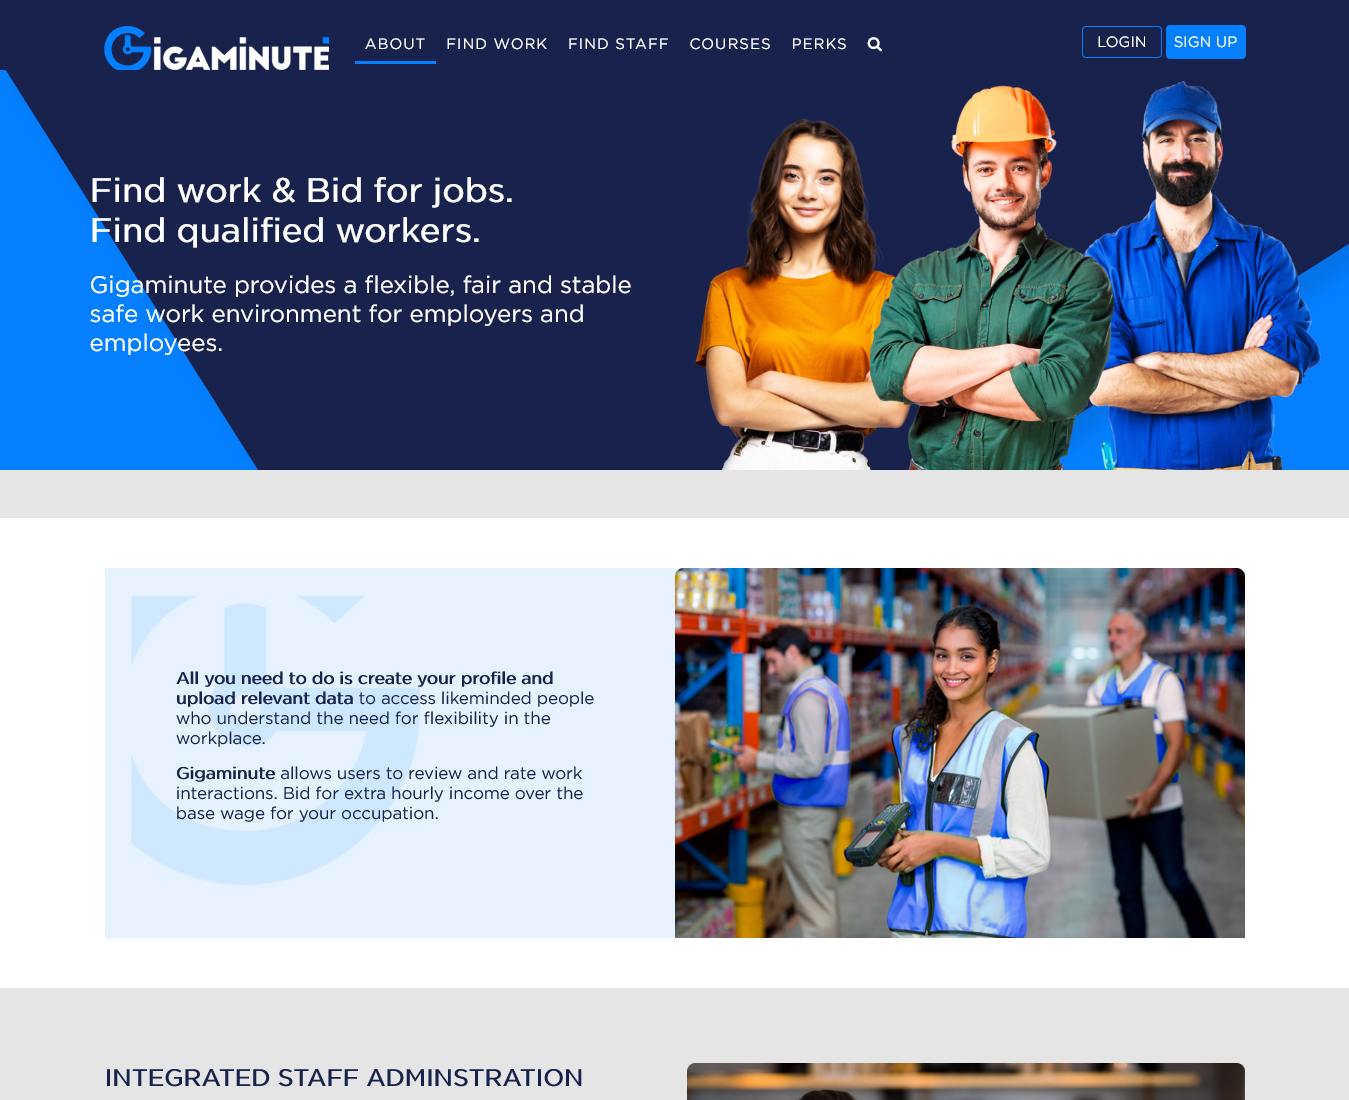 GIGAMINUTE
ABOUT
FIND WORK
FIND STAFF
COURSES
PERKS
LOGIN
SIGN UP
Find work & Bid for jobs.
Find qualified workers.
Gigaminute provides a flexible, fair and stable
safe work environment for employers and
employees.
All you need to do is create your profile and
upload relevant data to access likeminded people
who understand the need for flexibility in the
workplace.
Gigaminute allows users to review and rate work
interactions. Bid for extra hourly income over the
base wage for your occupation.
INTEGRATED STAFF ADMINSTRATION